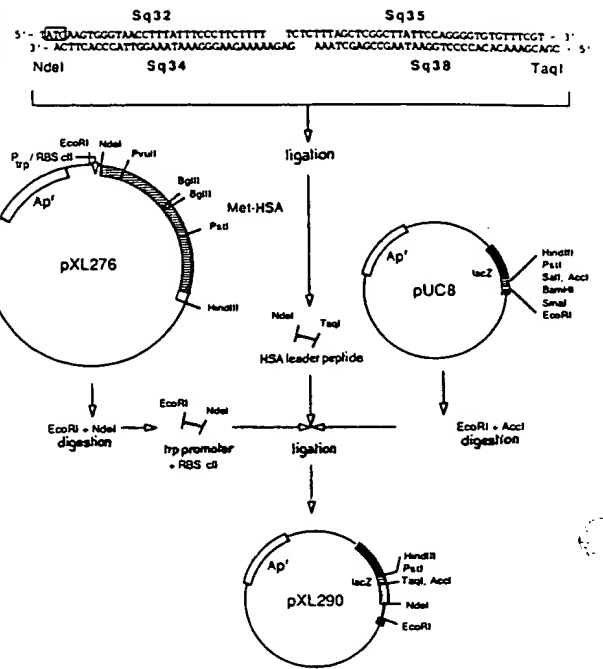 Sq32 Sq35
5'- TATGAAGTGGGTAACCTTTATTTCCCTTCTTTT TCTCTTTAGCTCGGCTTATTCCAGGGGTGTGTTTCGT - 3'
3'- ACTTCACCCATTGGAAATAAAGGGAAGAAAAAGAG AAATCGAGCCGAATAAGGTCCCCACACAAAGCAGC - 5'
NdeI Sq34 Sq38 TaqI
ligation
EcoRI NdeI
Ptrp/RBS cII
PvuII
BglII
BglII
Met-HSA
PstI
Apr
pXL276
HindIII
Apr
lacZ
pUC8
HindIII
PstI
SalI, AccI
BamHI
SmaI
EcoRI
NdeI TaqI
HSA leader peptide
EcoRI + NdeI
digestion
EcoRI NdeI
trp promoter
+ RBS cII
ligation
EcoRI + AccI
digestion
Apr
lacZ
pXL290
HindIII
PstI
TaqI, AccI
NdeI
EcoRI